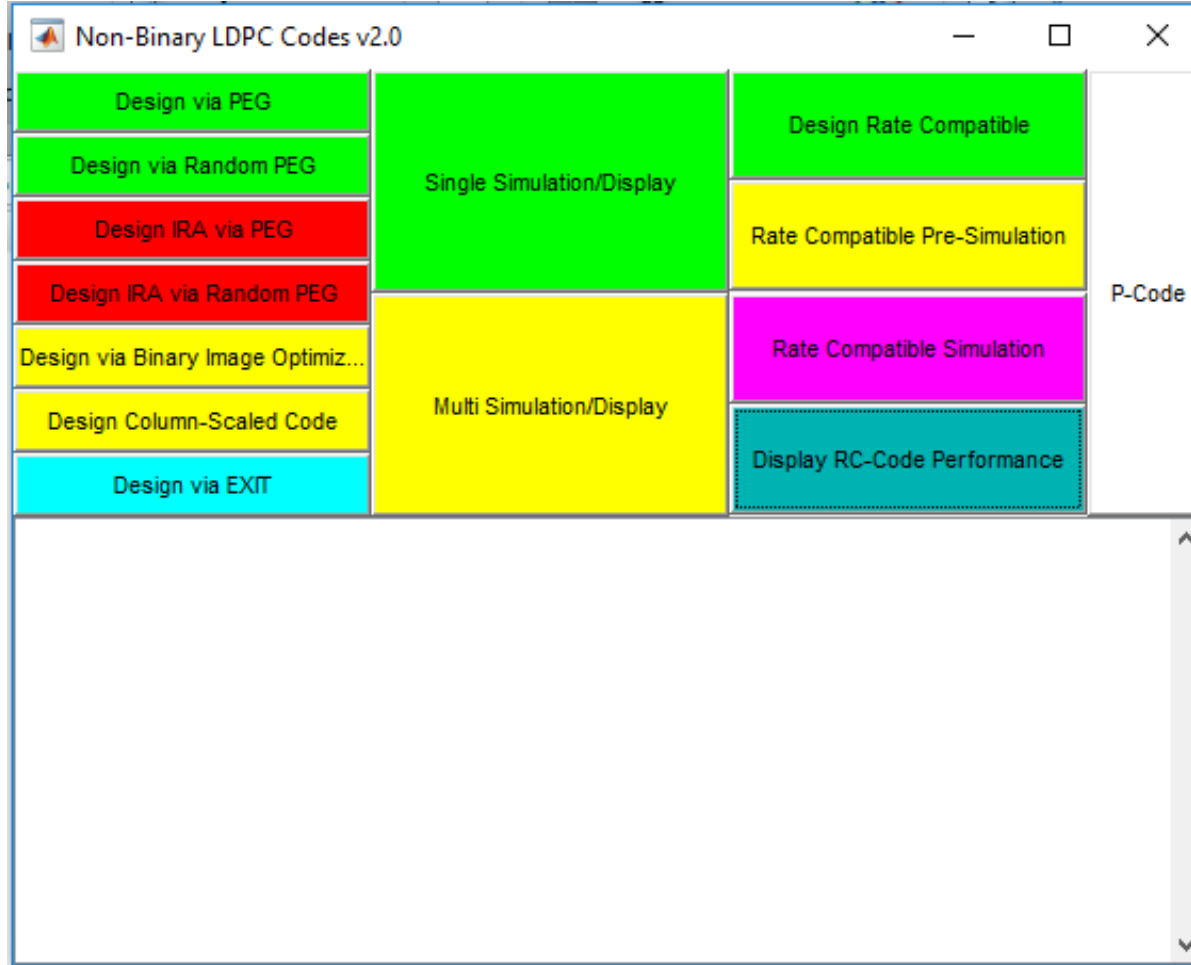 Non-Binary LDPC Codes v2.0
Design via PEG
Design via Random PEG
Design IRA via PEG
Design IRA via Random PEG
Design via Binary Image Optimiz...
Design Column-Scaled Code
Design via EXIT
Single Simulation/Display
Multi Simulation/Display
Design Rate Compatible
Rate Compatible Pre-Simulation
Rate Compatible Simulation
Display RC-Code Performance
P-Code